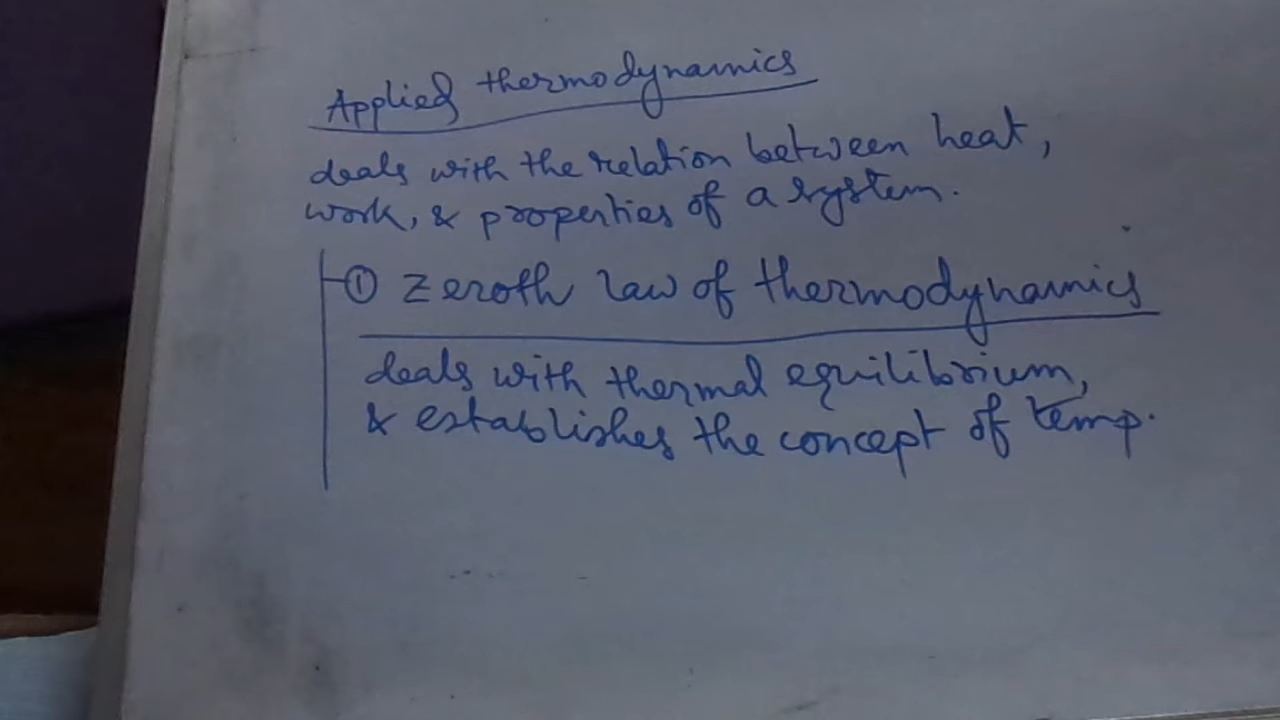 Applied thermodynamics
deals with the relation between heat,
work, & properties of a system.
① Zeroth law of thermodynamics
deals with thermal equilibrium,
& establishes the concept of temp.